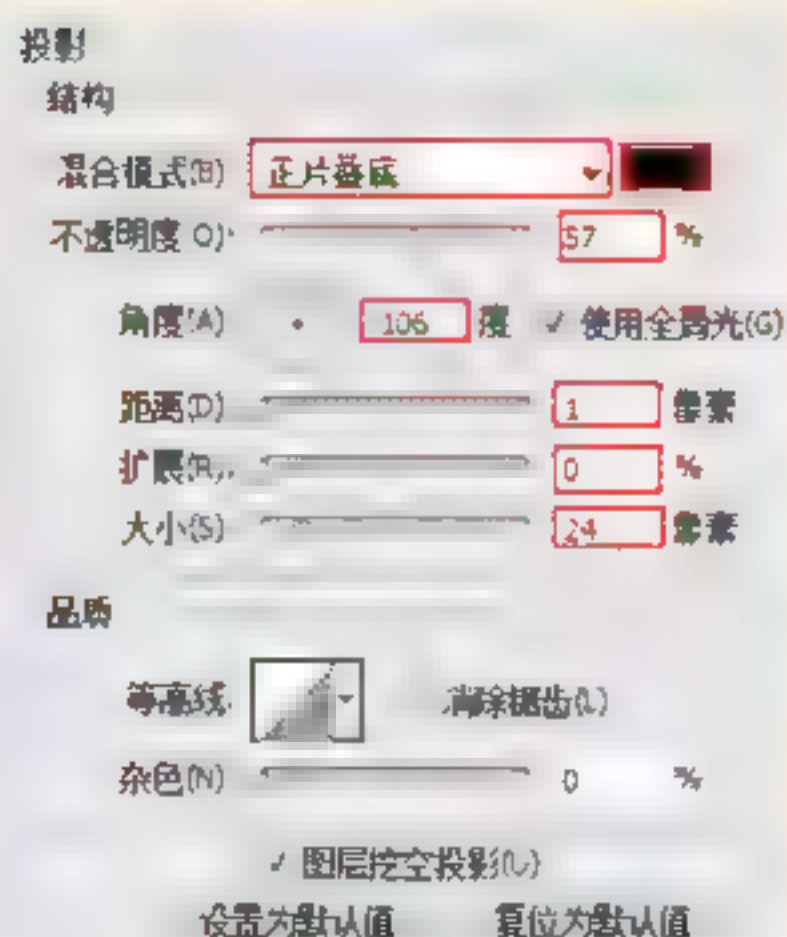 投影
结构
混合模式(B) 正片叠底
不透明度(O): 57 %
角度(A) 106 度 ✓ 使用全局光(G)
距离(D) 1 像素
扩展(R) 0 %
大小(S) 24 像素
品质
等高线 消除锯齿(L)
杂色(N) 0 %
✓ 图层挖空投影(U)
设置为默认值 复位为默认值